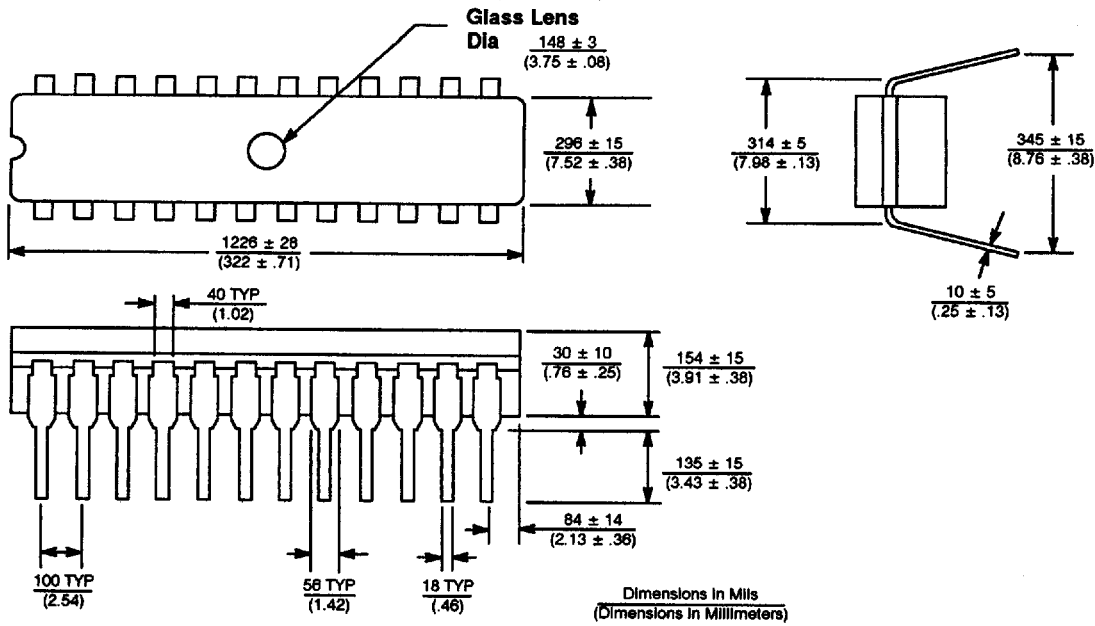 Glass Lens
Dia 148 ± 3
(3.75 ± .08)
296 ± 15
(7.52 ± .38)
314 ± 5
(7.98 ± .13)
345 ± 15
(8.76 ± .38)
1226 ± 28
(322 ± .71)
10 ± 5
(.25 ± .13)
40 TYP
(1.02)
30 ± 10
(.76 ± .25)
154 ± 15
(3.91 ± .38)
135 ± 15
(3.43 ± .38)
84 ± 14
(2.13 ± .36)
100 TYP
(2.54)
56 TYP
(1.42)
18 TYP
(.46)
Dimensions in Mils
(Dimensions in Millimeters)